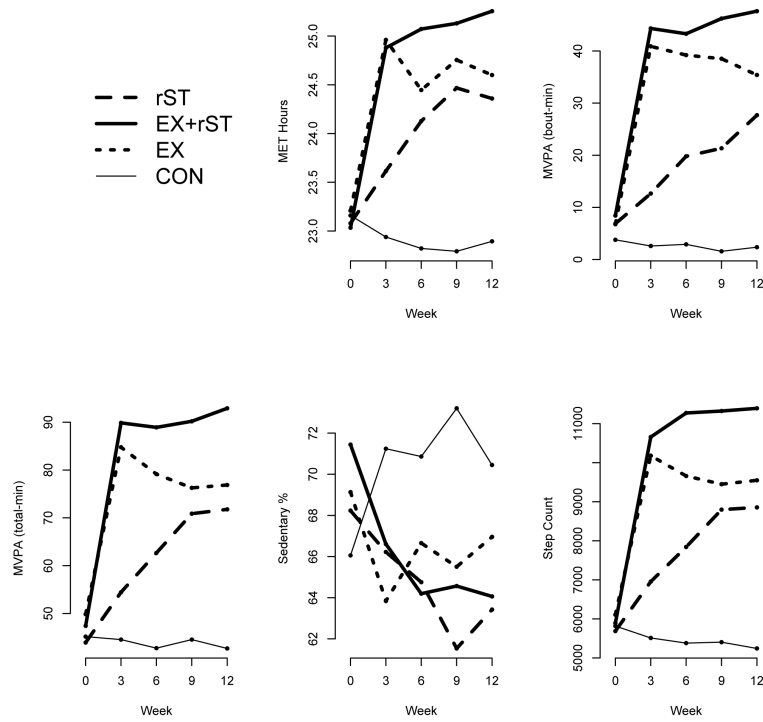 rST
EX+rST
EX
CON
MET Hours
25.0
24.5
24.0
23.5
23.0
0 3 6 9 12
Week
MVPA (bout-min)
40
30
20
10
0
0 3 6 9 12
Week
MVPA (total-min)
90
80
70
60
50
0 3 6 9 12
Week
Sedentary %
72
70
68
66
64
62
0 3 6 9 12
Week
Step Count
11000
9000
8000
7000
6000
5000
0 3 6 9 12
Week